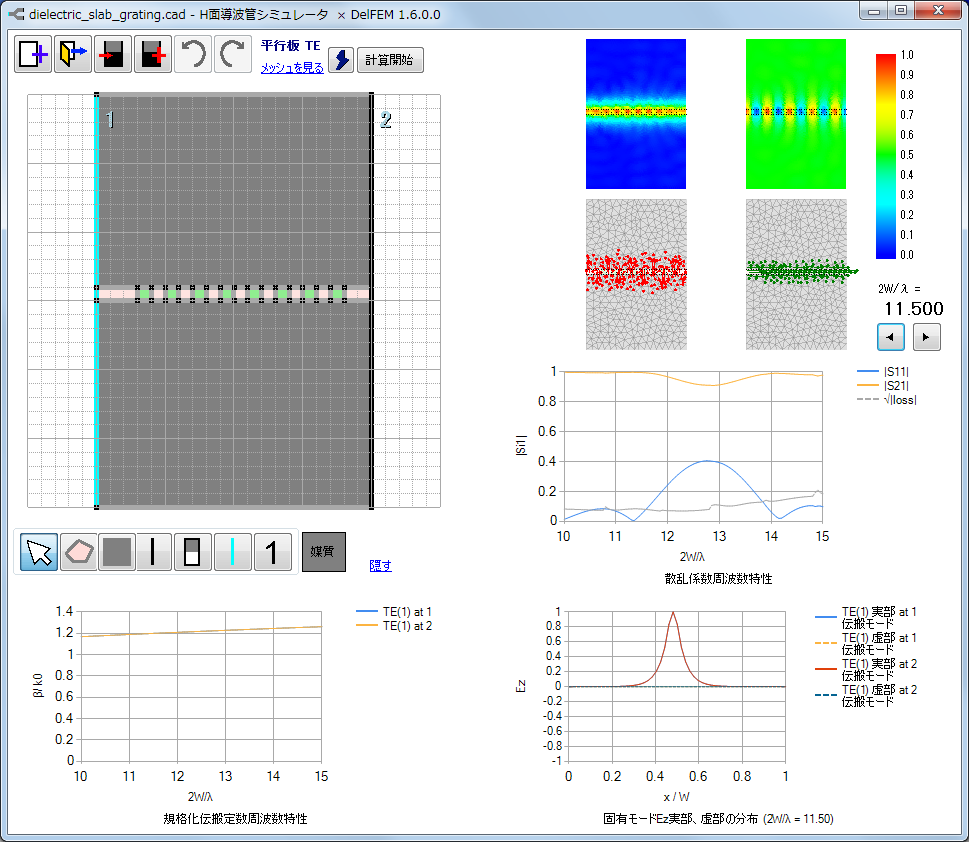 dielectric_slab_grating.cad - H面導波管シミュレータ × DelFEM 1.6.0.0
平行板 TE
メッシュを見る
計算開始
1
2
1.0
0.9
0.8
0.7
0.6
0.5
0.4
0.3
0.2
0.1
0.0
2W/λ =
11.500
|S11|
|S21|
√|loss|
|Si1|
1
0.8
0.6
0.4
0.2
0
10 11 12 13 14 15
2W/λ
散乱係数周波数特性
1
媒質
隠す
TE(1) at 1
TE(1) at 2
β/k0
1.4
1.2
1
0.8
0.6
0.4
0.2
0
10 11 12 13 14 15
2W/λ
規格化伝搬定数周波数特性
TE(1) 実部 at 1
伝搬モード
TE(1) 虚部 at 1
伝搬モード
TE(1) 実部 at 2
伝搬モード
TE(1) 虚部 at 2
伝搬モード
Ez
1
0.8
0.6
0.4
0.2
0
-0.2
-0.4
-0.6
-0.8
-1
0 0.2 0.4 0.6 0.8 1
x / W
固有モードEz実部、虚部の分布 (2W/λ = 11.50)